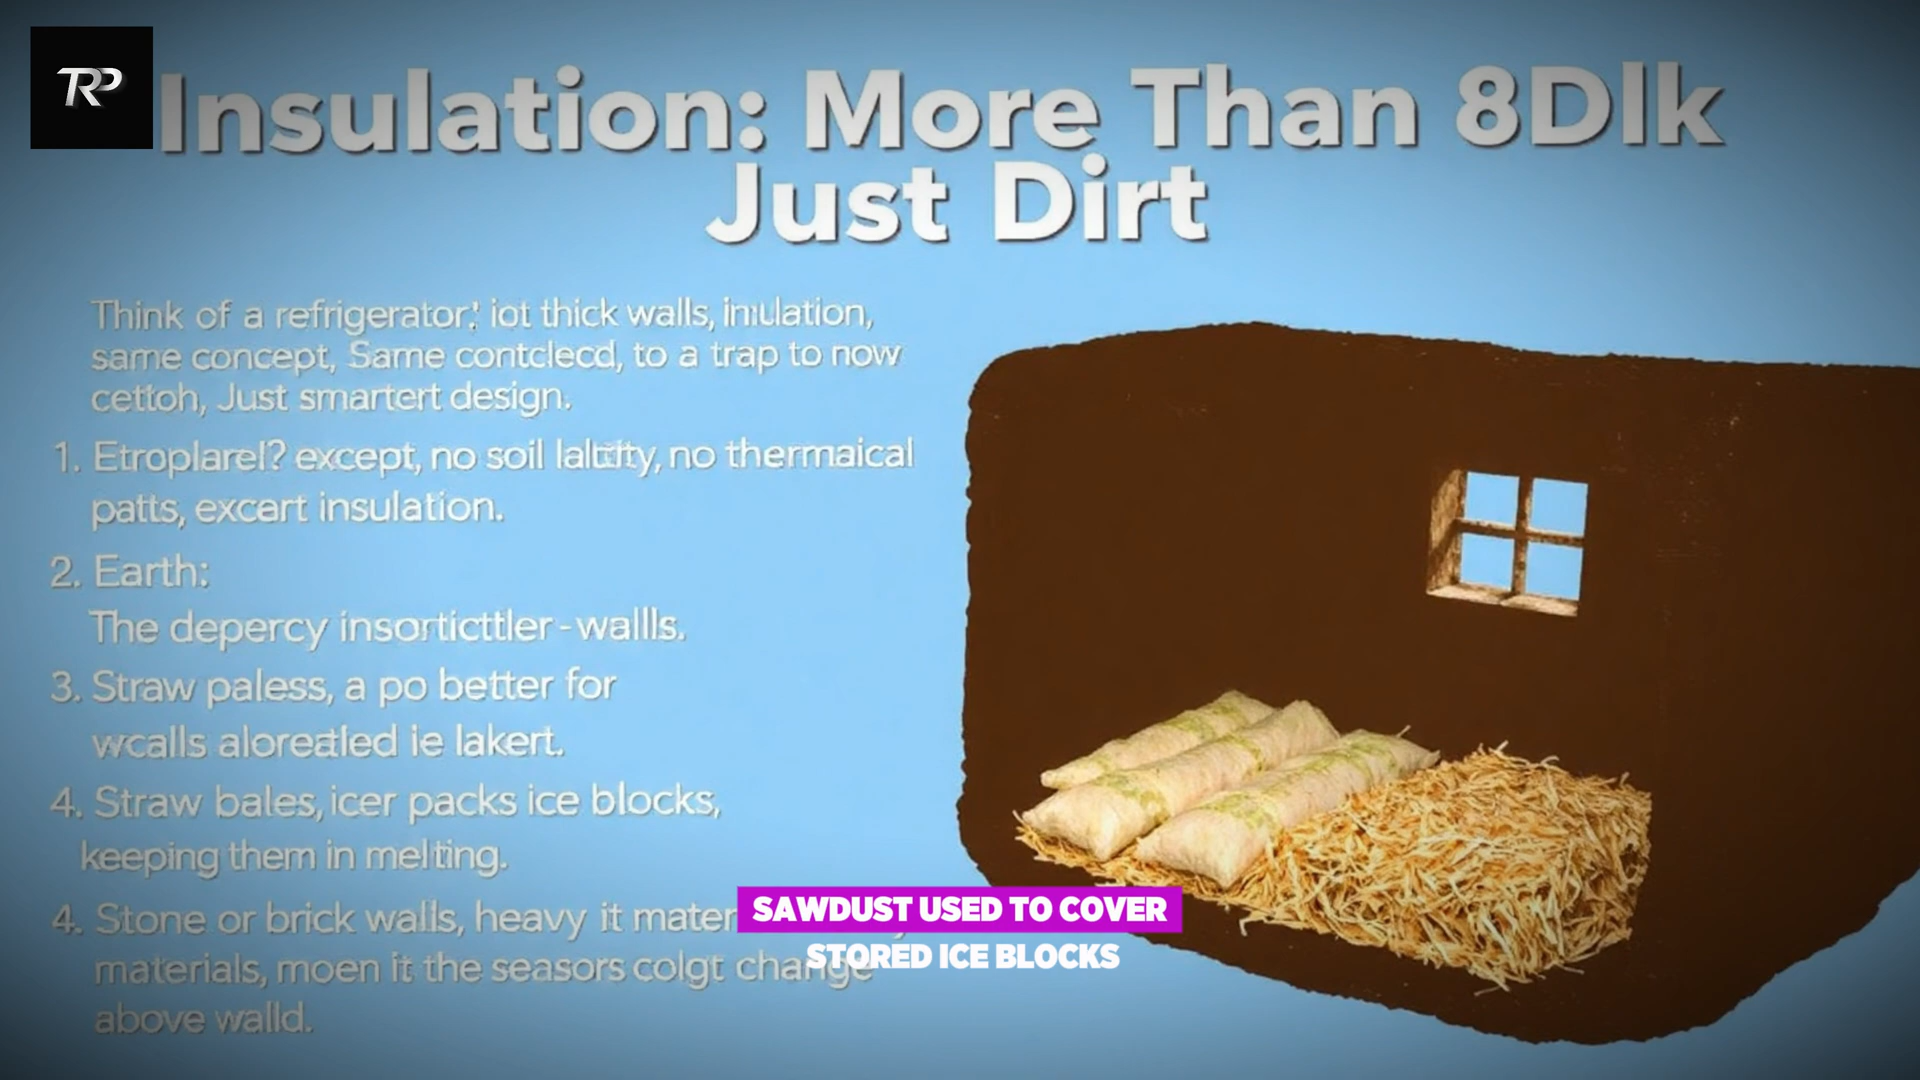 TRP
Insulation: More Than 8Dlk
Just Dirt
Think of a refrigerator: iot thick walls, iniulation,
same concept, Same contclecd, to a trap to now
cettoh, Just smartert design.
1. Etroplarel? except, no soil no thermaical
patts, excert insulation.
2. Earth:
The depercy insorticttler-wallls.
3. Straw paless, a po better for
wcalls aloreatled ie lakert.
4. Straw bales, icer packs ice blocks,
keeping them in melting.
4. Stone or brick walls, heavy it mater
SAWDUST USED TO COVER
materials, moen it the seasors colgt change
STORED ICE BLOCKS
above walld.